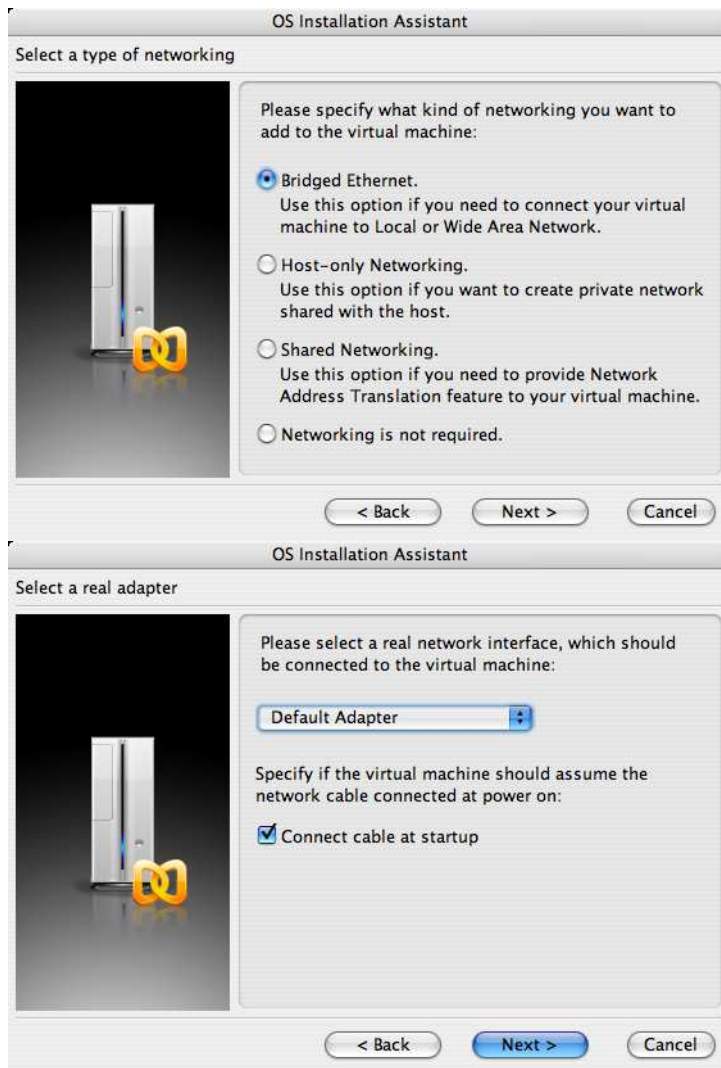 OS Installation Assistant
Select a type of networking
Please specify what kind of networking you want to
add to the virtual machine:
Bridged Ethernet.
Use this option if you need to connect your virtual
machine to Local or Wide Area Network.
Host-only Networking.
Use this option if you want to create private network
shared with the host.
Shared Networking.
Use this option if you need to provide Network
Address Translation feature to your virtual machine.
Networking is not required.
< Back
Next >
Cancel
OS Installation Assistant
Select a real adapter
Please select a real network interface, which should
be connected to the virtual machine:
Default Adapter
Specify if the virtual machine should assume the
network cable connected at power on:
Connect cable at startup
< Back
Next >
Cancel